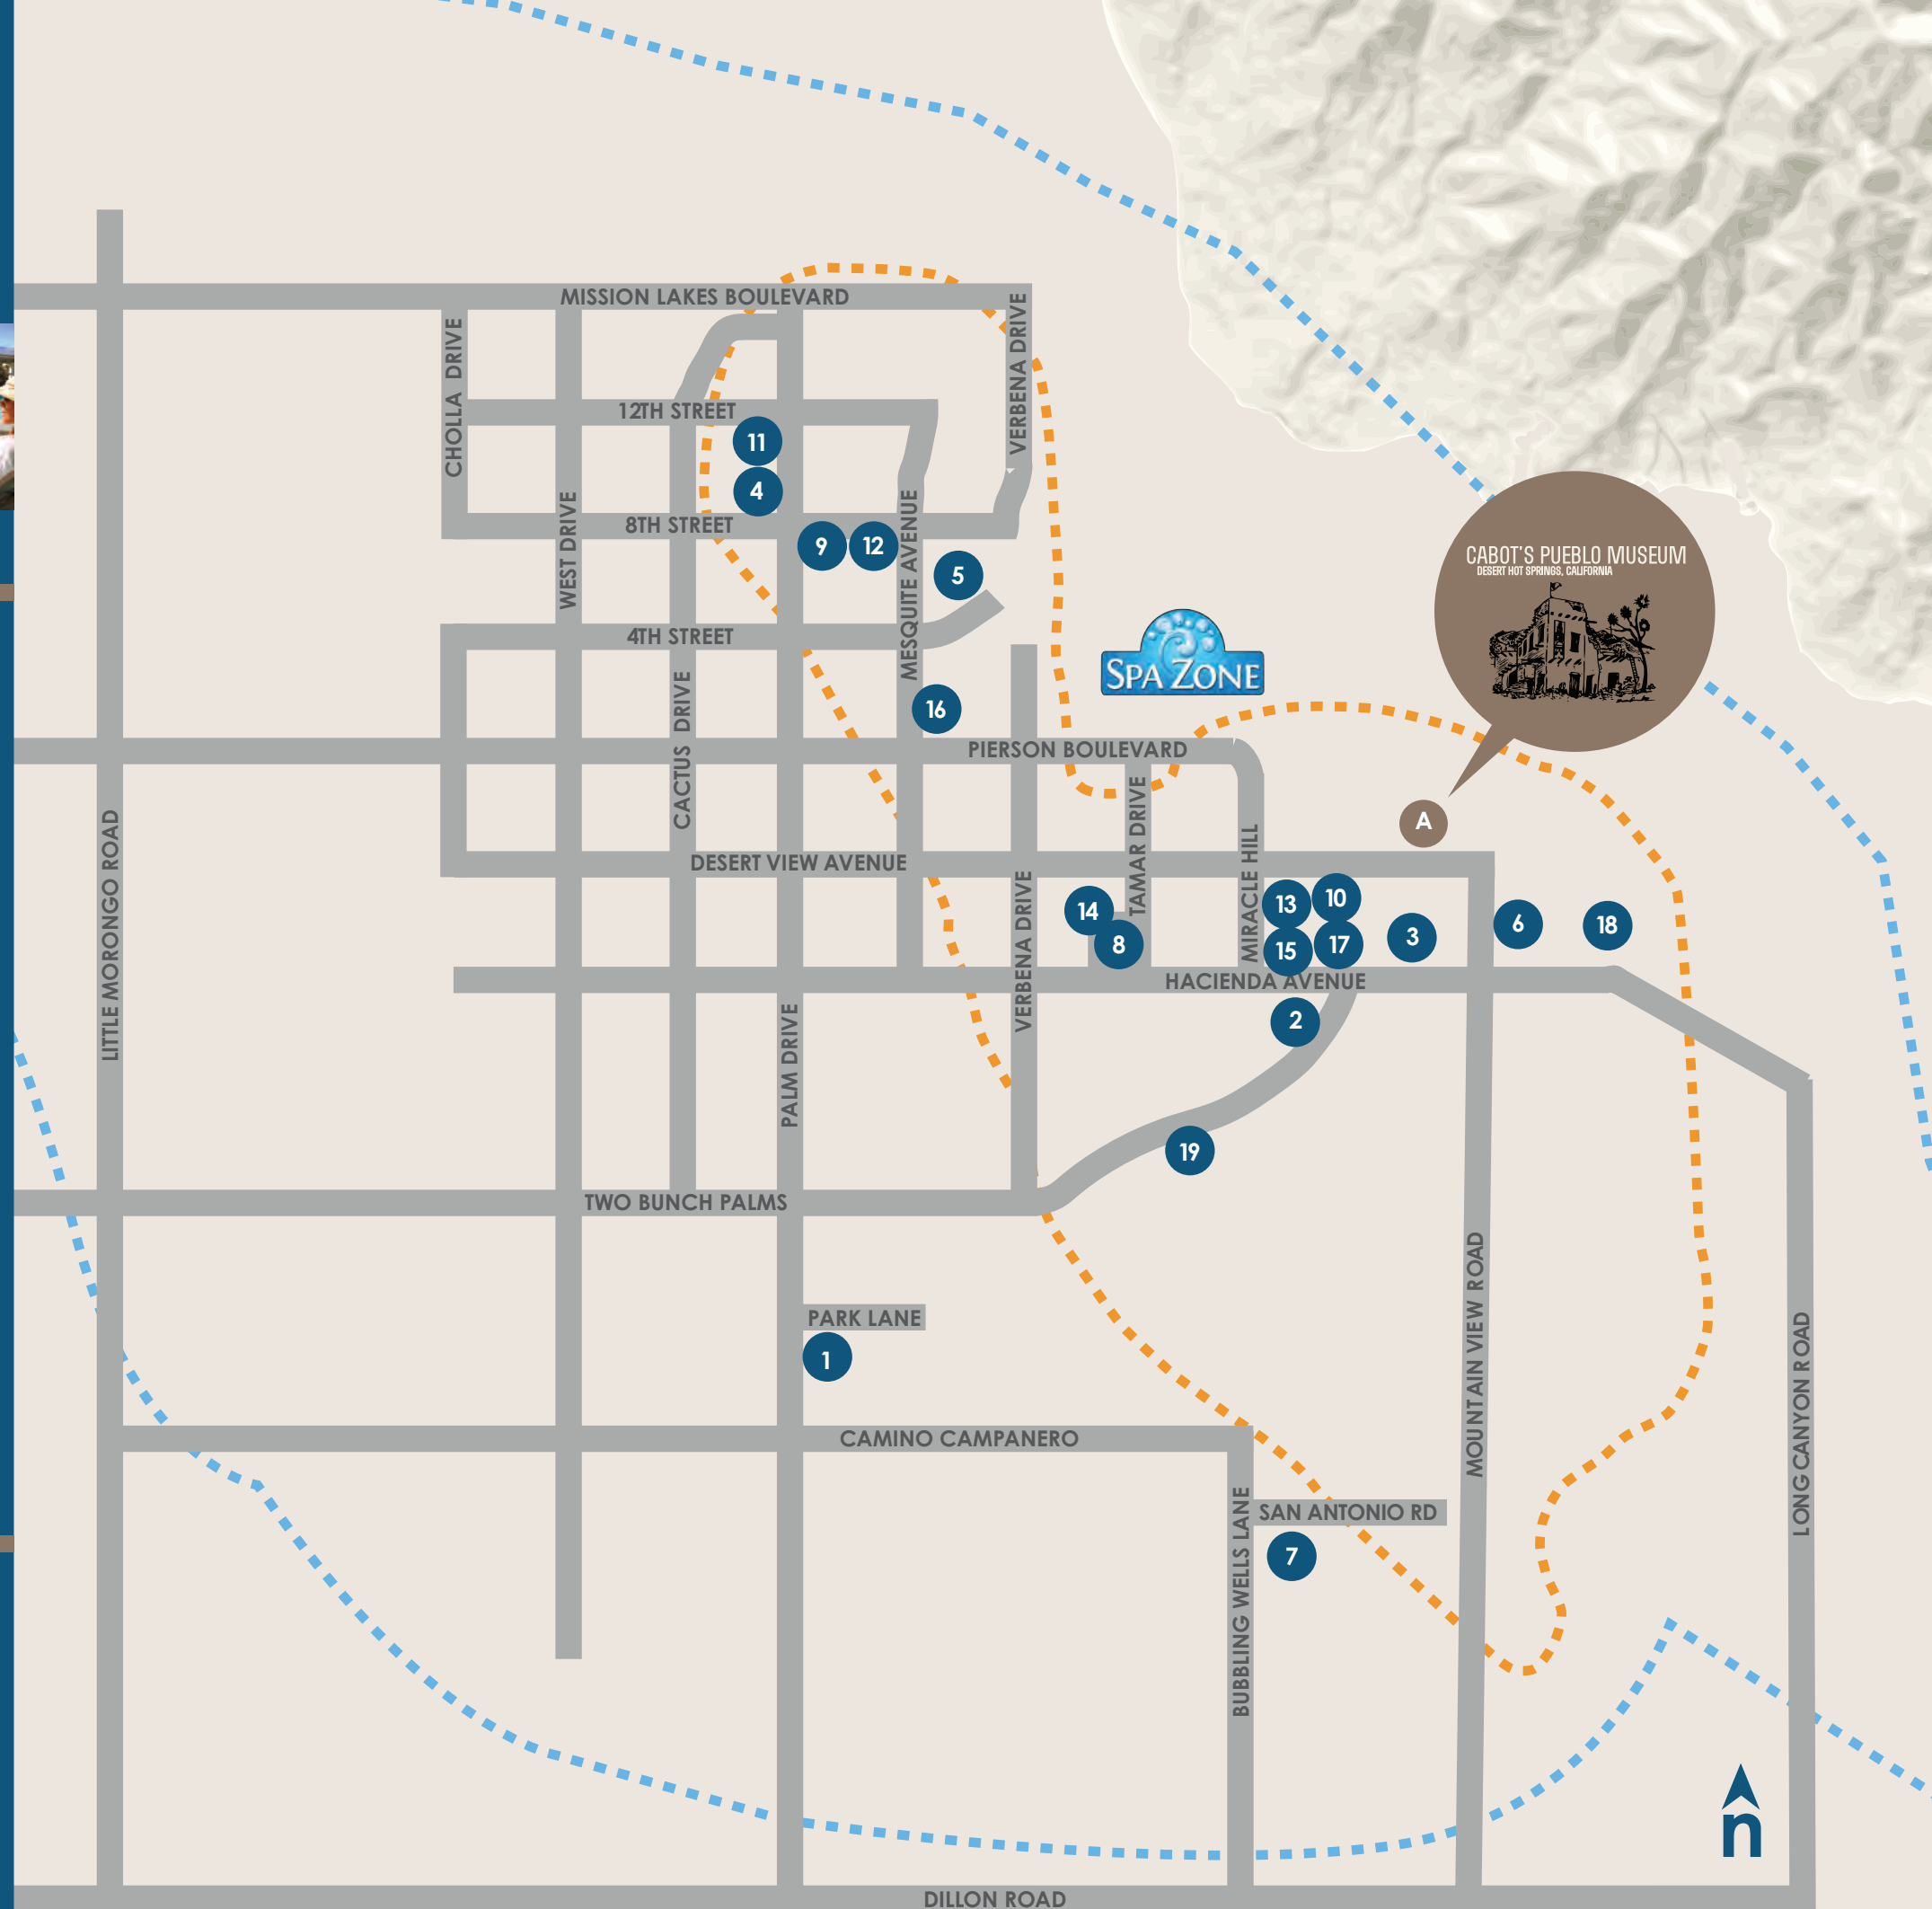 MISSION LAKES BOULEVARD
CHOLLA DRIVE
VERBENA DRIVE
12TH STREET
11
4
WEST DRIVE
8TH STREET
9
12
MESQUITE AVENUE
5
CABOT'S PUEBLO MUSEUM
DESERT HOT SPRINGS, CALIFORNIA
4TH STREET
SPA ZONE
CACTUS DRIVE
16
PIERSON BOULEVARD
TAMAR DRIVE
A
LITTLE MORONGO ROAD
DESERT VIEW AVENUE
VERBENA DRIVE
MIRACLE HILL
14
8
13
10
15
17
3
6
18
HACIENDA AVENUE
2
PALM DRIVE
19
TWO BUNCH PALMS
MOUNTAIN VIEW ROAD
PARK LANE
1
LONG CANYON ROAD
CAMINO CAMPANERO
BUBBLING WELLS LANE
SAN ANTONIO RD
7
n
DILLON ROAD